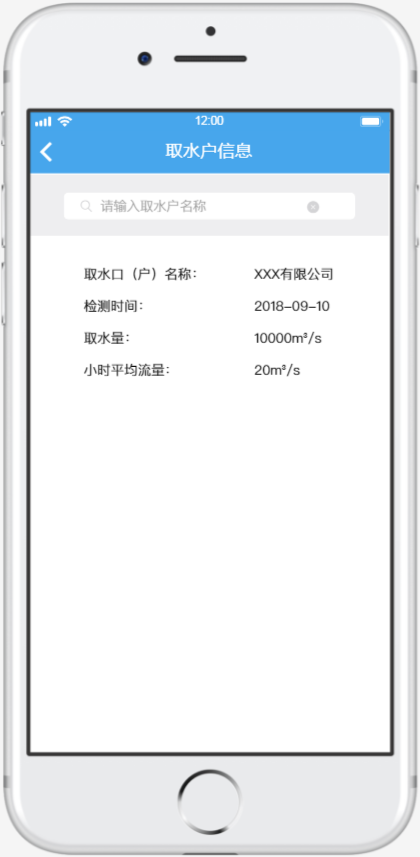 12:00
取水户信息
请输入取水户名称
取水口（户）名称： XXX有限公司
检测时间： 2018-09-10
取水量： 10000m³/s
小时平均流量： 20m³/s